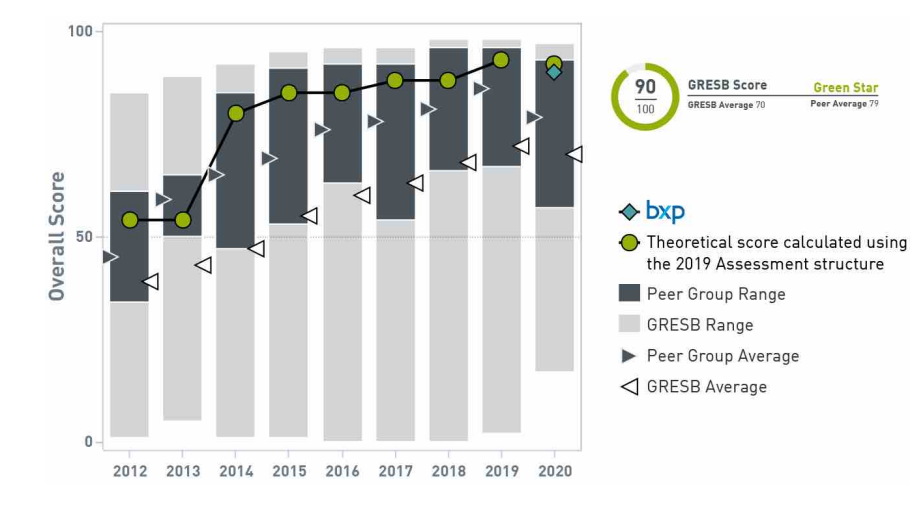 100
50
0
Overall Score
2012 2013 2014 2015 2016 2017 2018 2019 2020
90
100
GRESB Score
GRESB Average 70
Green Star
Peer Average 79
bxp
Theoretical score calculated using
the 2019 Assessment structure
Peer Group Range
GRESB Range
Peer Group Average
GRESB Average